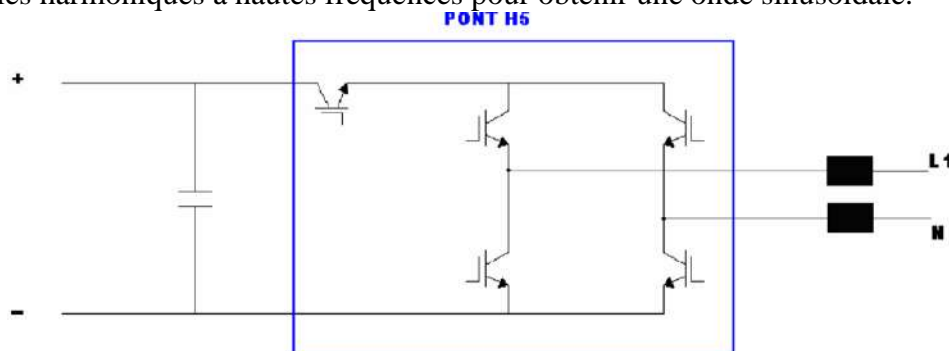 les harmoniques à hautes fréquences pour obtenir une onde sinusoïdale.
PONT H5
+
L1
N
-